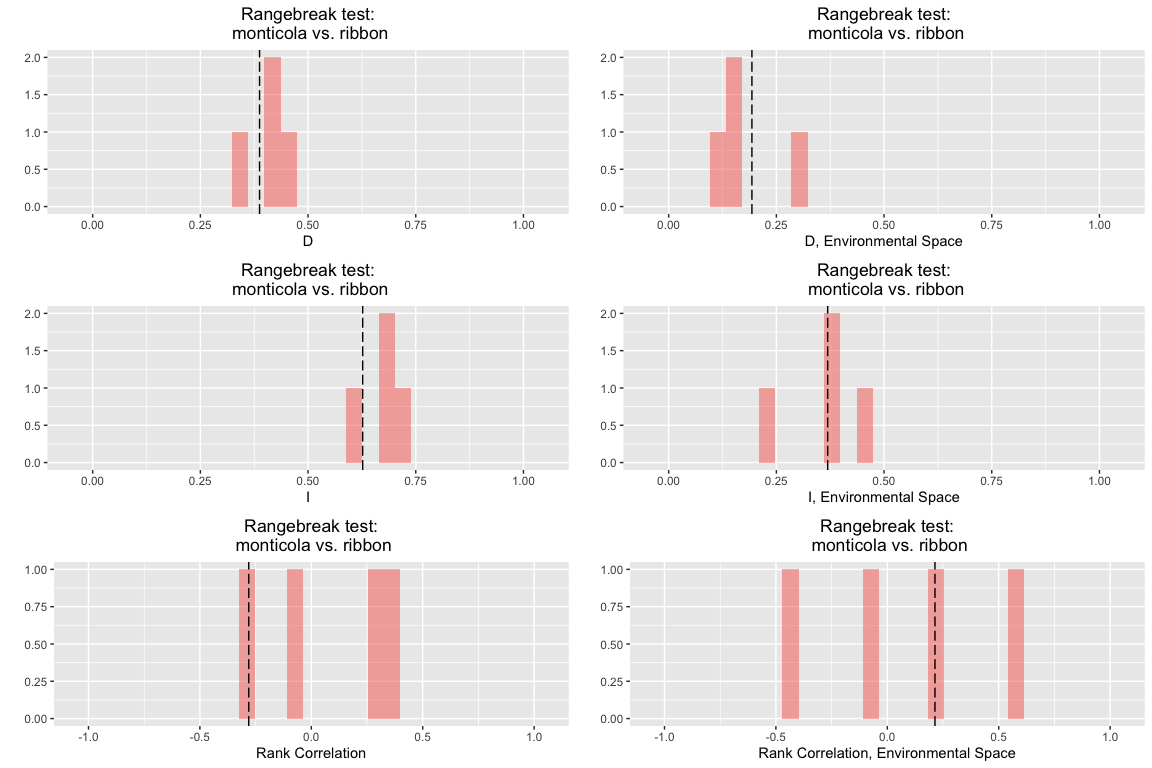 Rangebreak test:
monticola vs. ribbon
2.0
1.5
1.0
0.5
0.0
0.00 0.25 0.50 0.75 1.00
D
Rangebreak test:
monticola vs. ribbon
2.0
1.5
1.0
0.5
0.0
0.00 0.25 0.50 0.75 1.00
D, Environmental Space
Rangebreak test:
monticola vs. ribbon
2.0
1.5
1.0
0.5
0.0
0.00 0.25 0.50 0.75 1.00
I
Rangebreak test:
monticola vs. ribbon
2.0
1.5
1.0
0.5
0.0
0.00 0.25 0.50 0.75 1.00
I, Environmental Space
Rangebreak test:
monticola vs. ribbon
1.00
0.75
0.50
0.25
0.00
-1.0 -0.5 0.0 0.5 1.0
Rank Correlation
Rangebreak test:
monticola vs. ribbon
1.00
0.75
0.50
0.25
0.00
-1.0 -0.5 0.0 0.5 1.0
Rank Correlation, Environmental Space